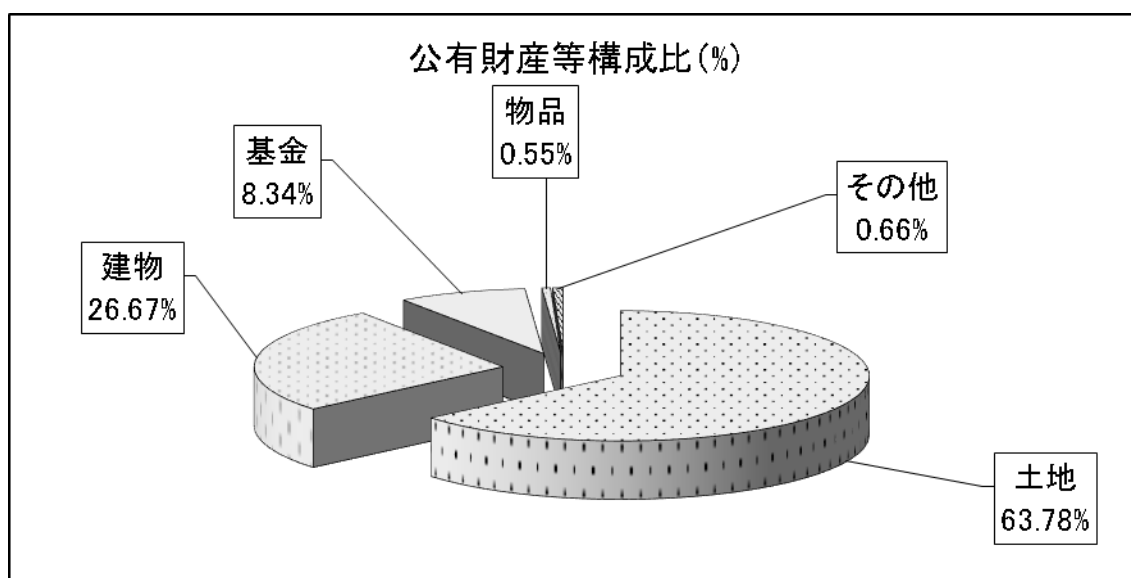 公有財産等構成比(%)
物品
0.55%
基金
8.34%
その他
0.66%
建物
26.67%
土地
63.78%